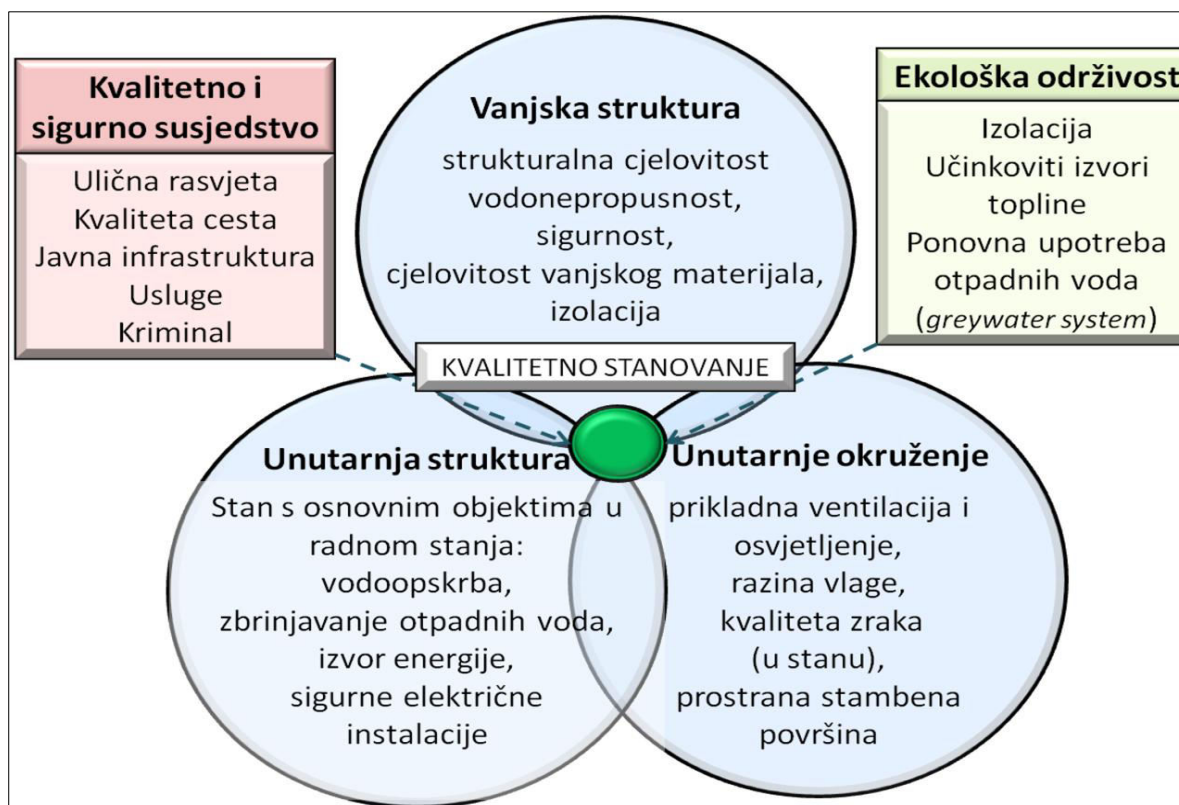 Kvalitetno i
sigurno susjedstvo
Ulična rasvjeta
Kvaliteta cesta
Javna infrastruktura
Usluge
Kriminal
Vanjska struktura
strukturalna cjelovitost
vodonepropusnost,
sigurnost,
cjelovitost vanjskog materijala,
izolacija
Ekološka održivost
Izolacija
Učinkoviti izvori
topline
Ponovna upotreba
otpadnih voda
(greywater system)
KVALITETNO STANOVANJE
Unutarnja struktura
Stan s osnovnim objektima u
radnom stanja:
vodoopskrba,
zbrinjavanje otpadnih voda,
izvor energije,
sigurne električne
instalacije
Unutarnje okruženje
prikladna ventilacija i
osvjetljenje,
razina vlage,
kvaliteta zraka
(u stanu),
prostrana stambena
površina